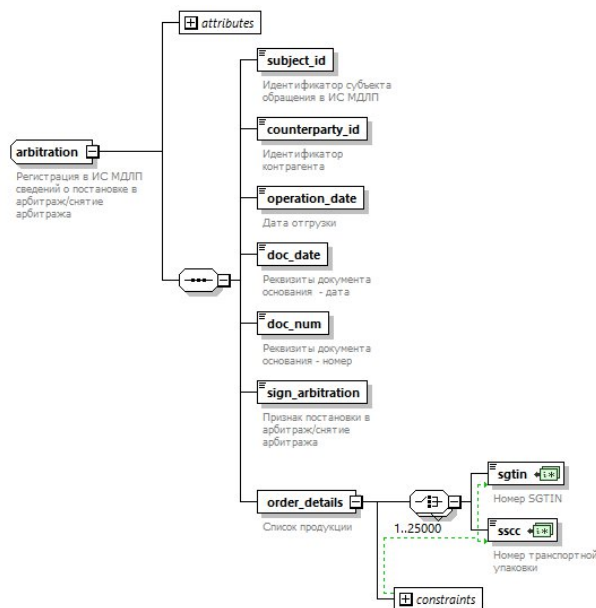 attributes
subject_id
Идентификатор субъекта
обращения в ИС МДЛП
counterparty_id
Идентификатор
контрагента
arbitration
Регистрация в ИС МДЛП
сведений о постановке в
арбитраж/снятие
арбитража
operation_date
Дата отгрузки
doc_date
Реквизиты документа
основания - дата
doc_num
Реквизиты документа
основания - номер
sign_arbitration
Признак постановки в
арбитраж/снятие
арбитража
order_details
Список продукции
1..25000
sgtin
Номер SGTIN
sscc
Номер транспортной
упаковки
constraints